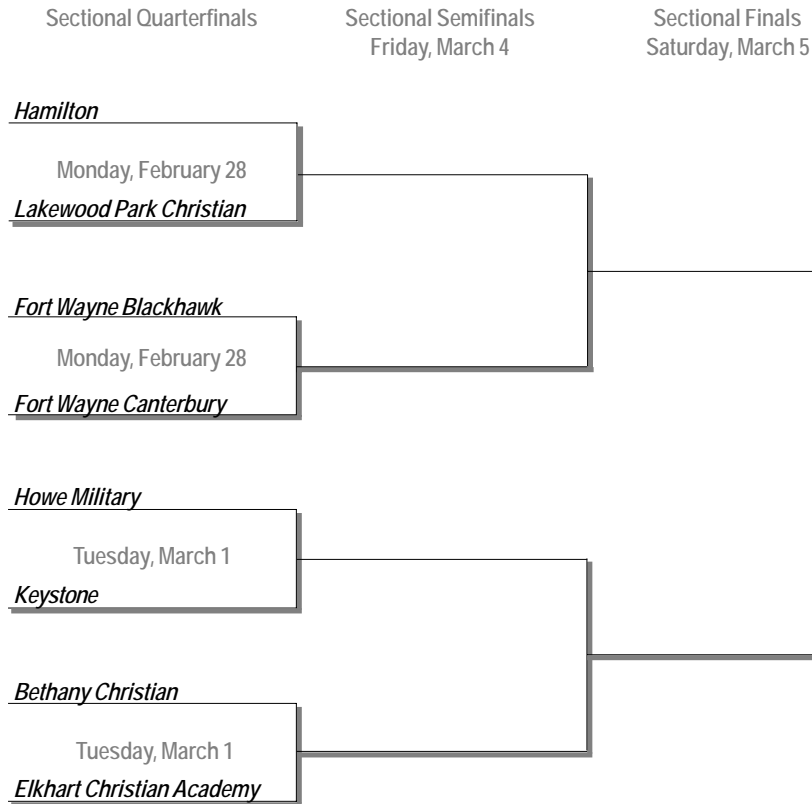 Sectional Quarterfinals
Sectional Semifinals
Friday, March 4
Sectional Finals
Saturday, March 5
Hamilton
Monday, February 28
Lakewood Park Christian
Fort Wayne Blackhawk
Monday, February 28
Fort Wayne Canterbury
Howe Military
Tuesday, March 1
Keystone
Bethany Christian
Tuesday, March 1
Elkhart Christian Academy